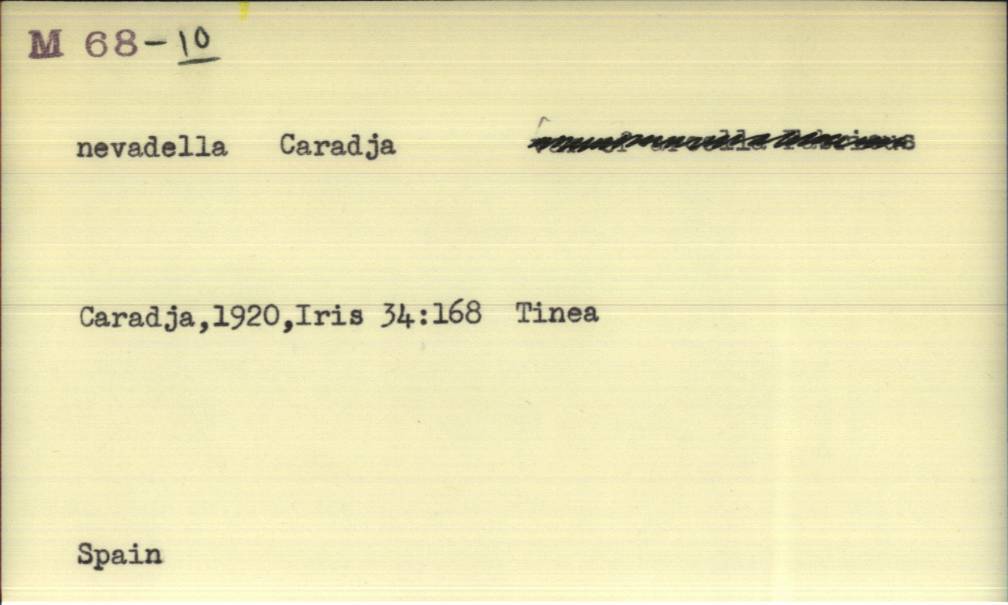 M 68-10
nevadella Caradja
Caradja,1920,Iris 34:168 Tinea
Spain